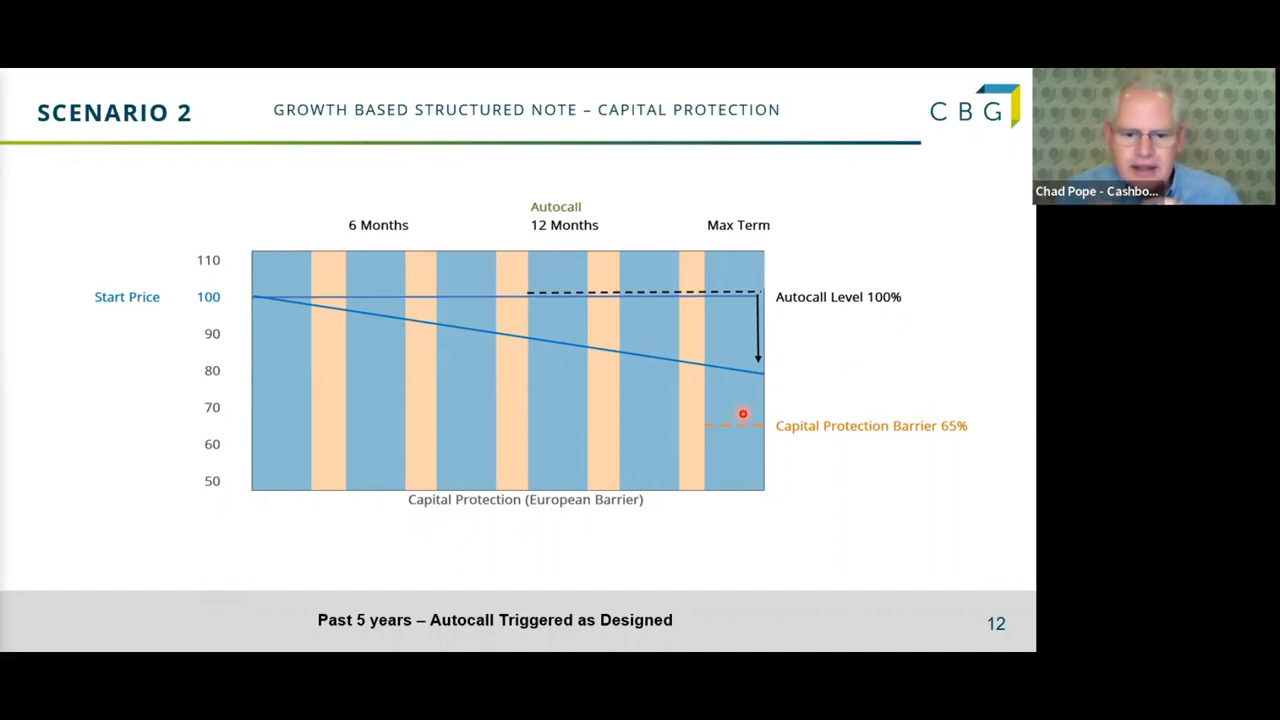 SCENARIO 2
GROWTH BASED STRUCTURED NOTE – CAPITAL PROTECTION
CBG
Chad Pope - Cashbo...
Autocall
6 Months
12 Months
Max Term
110
Start Price
100
Autocall Level 100%
90
80
70
Capital Protection Barrier 65%
60
50
Capital Protection (European Barrier)
Past 5 years – Autocall Triggered as Designed
12